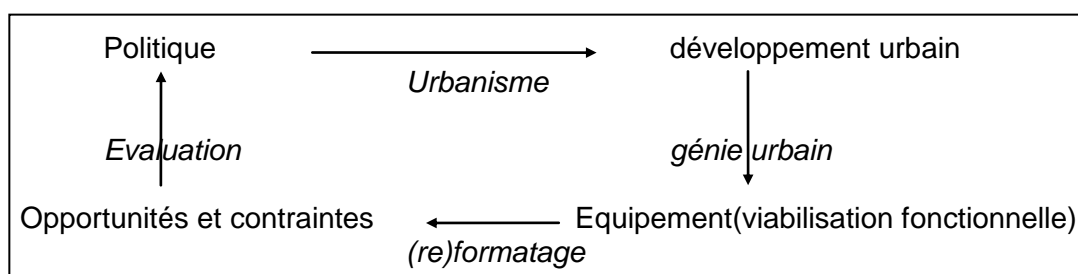 Politique développement urbain
Urbanisme
Evaluation génie urbain
Opportunités et contraintes Equipement(viabilisation fonctionnelle)
(re)formatage